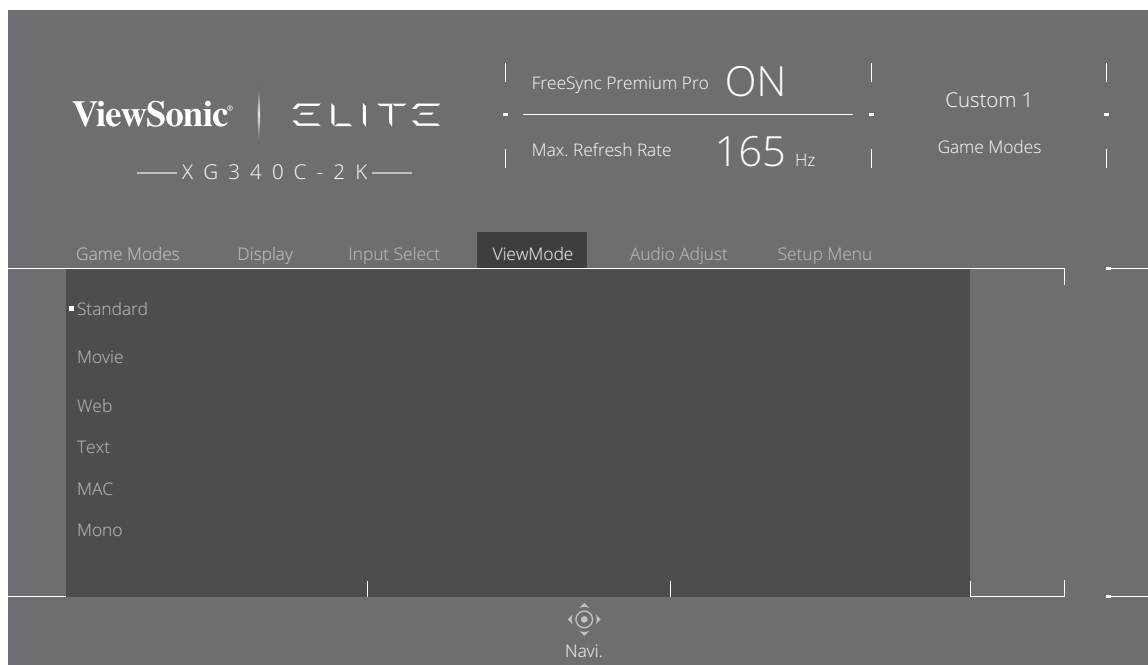 ViewSonic® ELITE
XG340C-2K
FreeSync Premium Pro ON
Max. Refresh Rate 165 Hz
Custom 1
Game Modes
Game Modes Display Input Select ViewMode Audio Adjust Setup Menu
Standard
Movie
Web
Text
MAC
Mono
Navi.